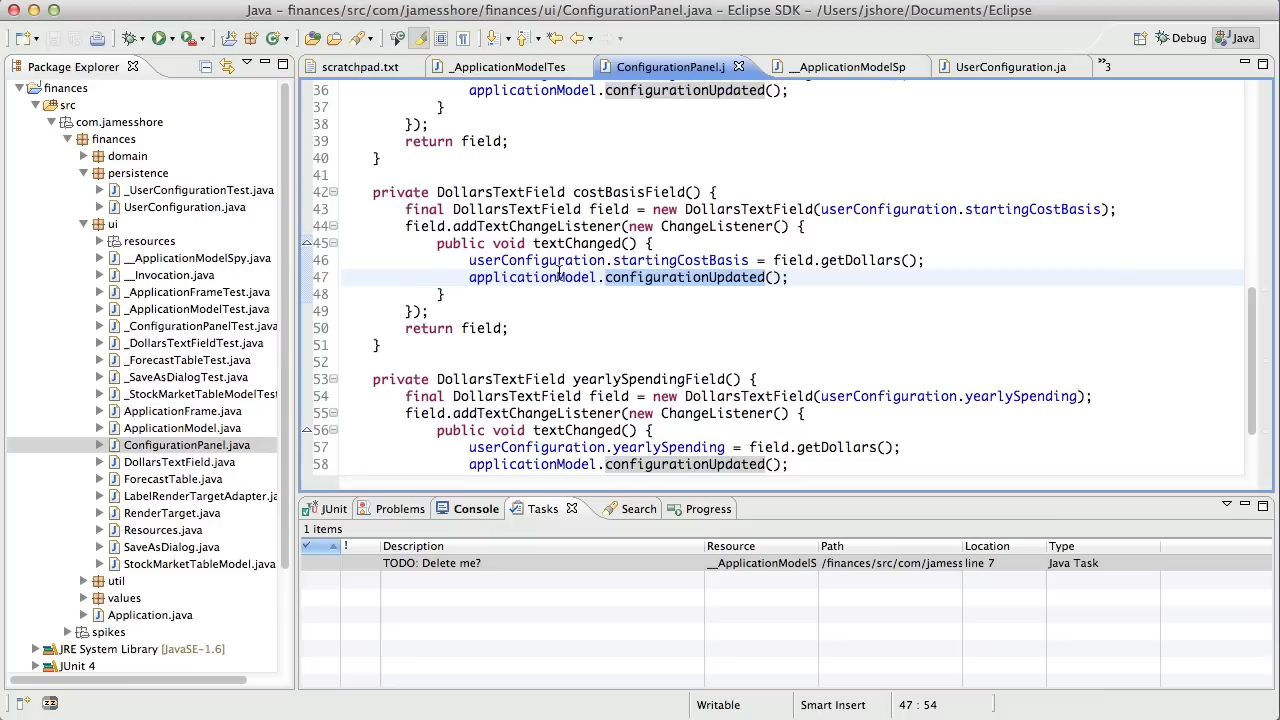 Java – finances/src/com/jamesshore/finances/ui/ConfigurationPanel.java – Eclipse SDK – /Users/jshore/Documents/Eclipse
Debug
Java
Package Explorer
scratchpad.txt
_ApplicationModelTes
ConfigurationPanel.j
__ApplicationModelSp
UserConfiguration.ja
»3
finances
src
com.jamesshore
finances
domain
persistence
_UserConfigurationTest.java
UserConfiguration.java
ui
resources
__ApplicationModelSpy.java
__Invocation.java
_ApplicationFrameTest.java
_ApplicationModelTest.java
_ConfigurationPanelTest.java
_DollarsTextFieldTest.java
_ForecastTableTest.java
_SaveAsDialogTest.java
_StockMarketTableModelTest
ApplicationFrame.java
ApplicationModel.java
ConfigurationPanel.java
DollarsTextField.java
ForecastTable.java
LabelRenderTargetAdapter.ja
RenderTarget.java
Resources.java
SaveAsDialog.java
StockMarketTableModel.java
util
values
Application.java
spikes
JRE System Library [JavaSE-1.6]
JUnit 4
36 applicationModel.configurationUpdated();
37 }
38 });
39 return field;
40 }
41
42 private DollarsTextField costBasisField() {
43 final DollarsTextField field = new DollarsTextField(userConfiguration.startingCostBasis);
44 field.addTextChangeListener(new ChangeListener() {
45 public void textChanged() {
46 userConfiguration.startingCostBasis = field.getDollars();
47 applicationModel.configurationUpdated();
48 }
49 });
50 return field;
51 }
52
53 private DollarsTextField yearlySpendingField() {
54 final DollarsTextField field = new DollarsTextField(userConfiguration.yearlySpending);
55 field.addTextChangeListener(new ChangeListener() {
56 public void textChanged() {
57 userConfiguration.yearlySpending = field.getDollars();
58 applicationModel.configurationUpdated();
JUnit
Problems
Console
Tasks
Search
Progress
1 items
! Description Resource Path Location Type
TODO: Delete me? __ApplicationModelS /finances/src/com/jamess line 7 Java Task
Writable
Smart Insert
47 : 54